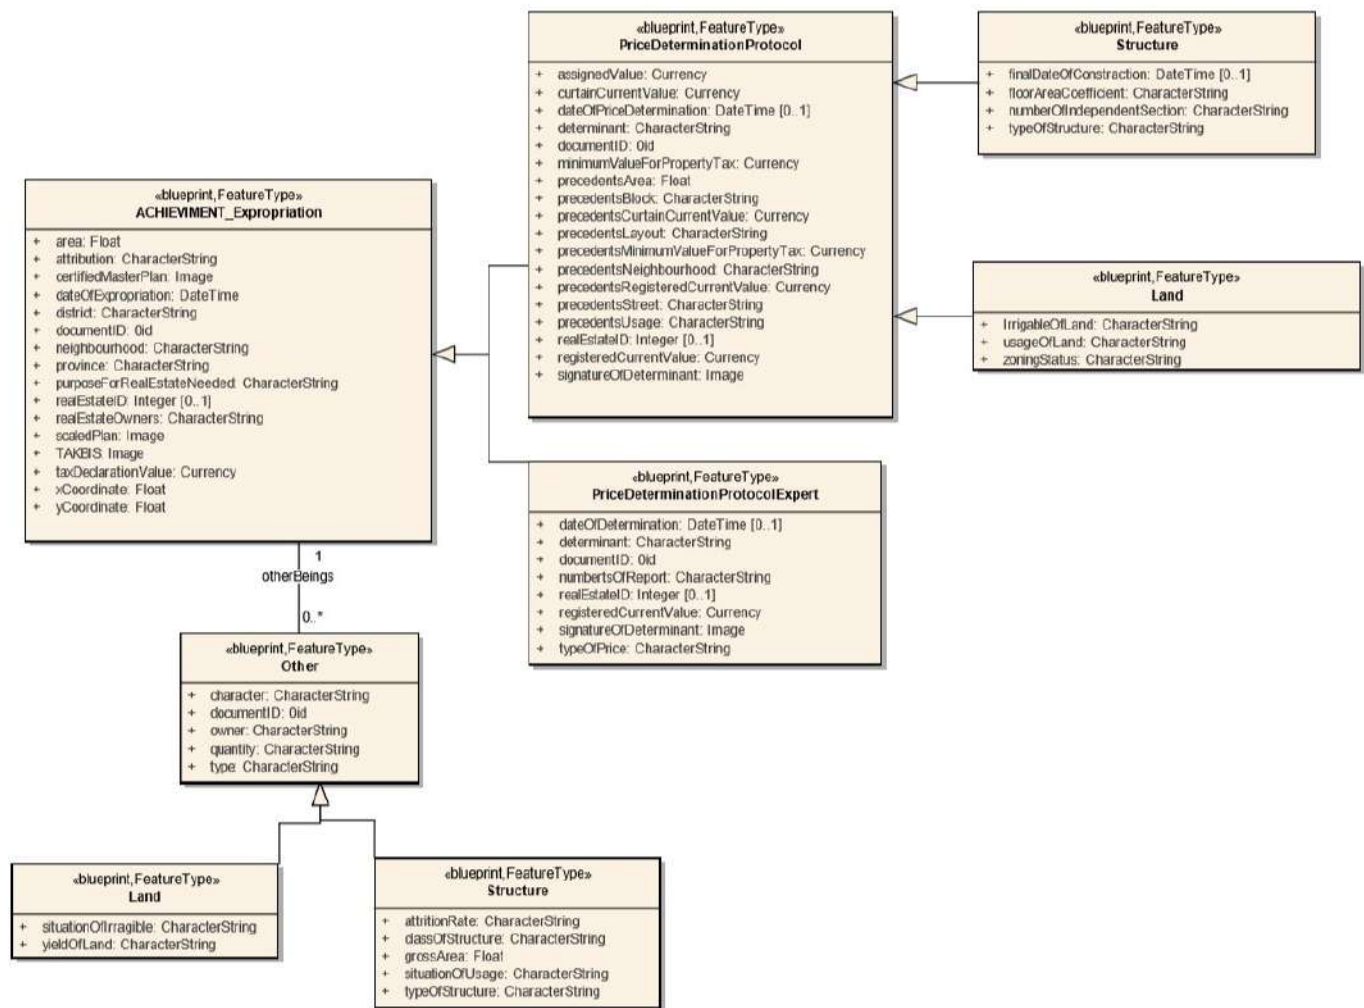 «blueprint,FeatureType»
PriceDeterminationProtocol
+ assignedValue: Currency
+ curtainCurrentValue: Currency
+ dateOfPriceDetermination: DateTime [0..1]
+ determinant: CharacterString
+ documentID: 0id
+ minimumValueForPropertyTax: Currency
+ precedentsArea: Float
+ precedentsBlock: CharacterString
+ precedentsCurtainCurrentValue: Currency
+ precedentsLayout: CharacterString
+ precedentsMinimumValueForPropertyTax: Currency
+ precedentsNeighbourhood: CharacterString
+ precedentsRegisteredCurrentValue: Currency
+ precedentsStreet: CharacterString
+ precedentsUsage: CharacterString
+ realEstateID: Integer [0..1]
+ registeredCurrentValue: Currency
+ signatureOfDeterminant: Image
«blueprint,FeatureType»
Structure
+ finalDateOfConstraction: DateTime [0..1]
+ floorAreaCoefficient: CharacterString
+ numberOfIndependentSection: CharacterString
+ typeOfStructure: CharacterString
«blueprint,FeatureType»
ACHIEVIMENT_Expropriation
+ area: Float
+ attribution: CharacterString
+ certifiedMasterPlan: Image
+ dateOfExpropriation: DateTime
+ district: CharacterString
+ documentID: 0id
+ neighbourhood: CharacterString
+ province: CharacterString
+ purposeForRealEstateNeeded: CharacterString
+ realEstateID: Integer [0..1]
+ realEstateOwners: CharacterString
+ scaledPlan: Image
+ TAKBIS: Image
+ taxDeclarationValue: Currency
+ xCoordinate: Float
+ yCoordinate: Float
«blueprint,FeatureType»
Land
+ IrrigableOfLand: CharacterString
+ usageOfLand: CharacterString
+ zoningStatus: CharacterString
«blueprint,FeatureType»
PriceDeterminationProtocolExpert
+ dateOfDetermination: DateTime [0..1]
+ determinant: CharacterString
+ documentID: 0id
+ numbertsOfReport: CharacterString
+ realEstateID: Integer [0..1]
+ registeredCurrentValue: Currency
+ signatureOfDeterminant: Image
+ typeOfPrice: CharacterString
1
otherBeings
0..*
«blueprint,FeatureType»
Other
+ character: CharacterString
+ documentID: 0id
+ owner: CharacterString
+ quantity: CharacterString
+ type: CharacterString
«blueprint,FeatureType»
Land
+ situationOfIrragible: CharacterString
+ yieldOfLand: CharacterString
«blueprint,FeatureType»
Structure
+ attritionRate: CharacterString
+ classOfStructure: CharacterString
+ grossArea: Float
+ situationOfUsage: CharacterString
+ typeOfStructure: CharacterString